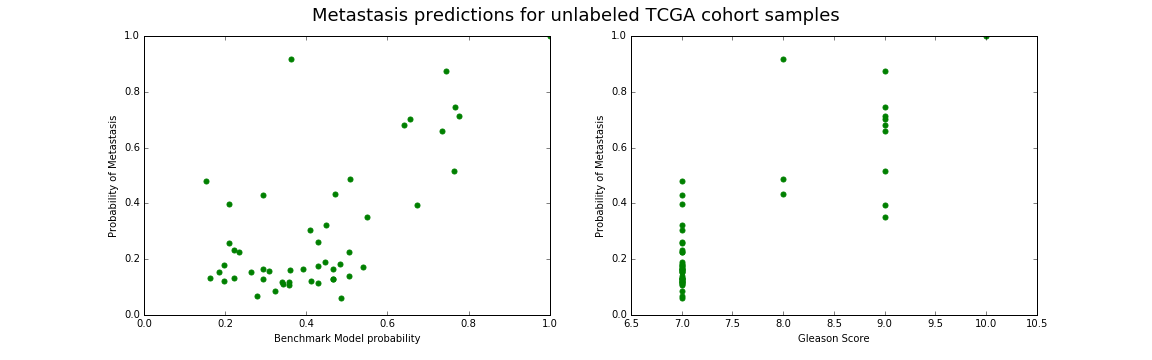 Metastasis predictions for unlabeled TCGA cohort samples
1.0
0.8
0.6
0.4
0.2
0.0
Probability of Metastasis
0.0 0.2 0.4 0.6 0.8 1.0
Benchmark Model probability
1.0
0.8
0.6
0.4
0.2
0.0
Probability of Metastasis
6.5 7.0 7.5 8.0 8.5 9.0 9.5 10.0 10.5
Gleason Score